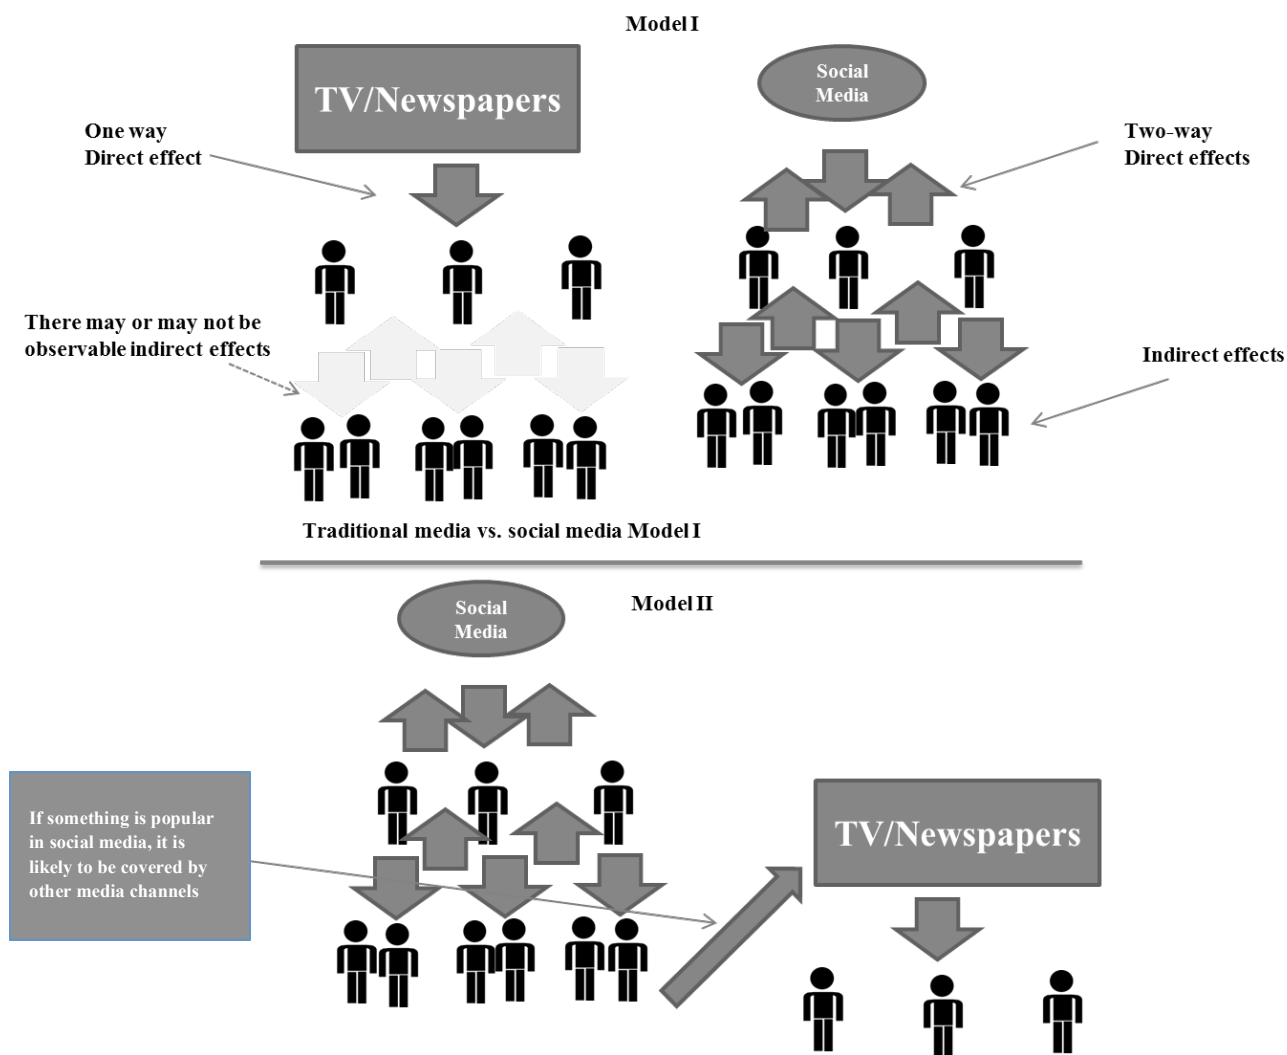 Model I
TV/Newspapers
Social
Media
One way
Direct effect
Two-way
Direct effects
There may or may not be
observable indirect effects
Indirect effects
Traditional media vs. social media Model I
Model II
Social
Media
If something is popular
in social media, it is
likely to be covered by
other media channels
TV/Newspapers